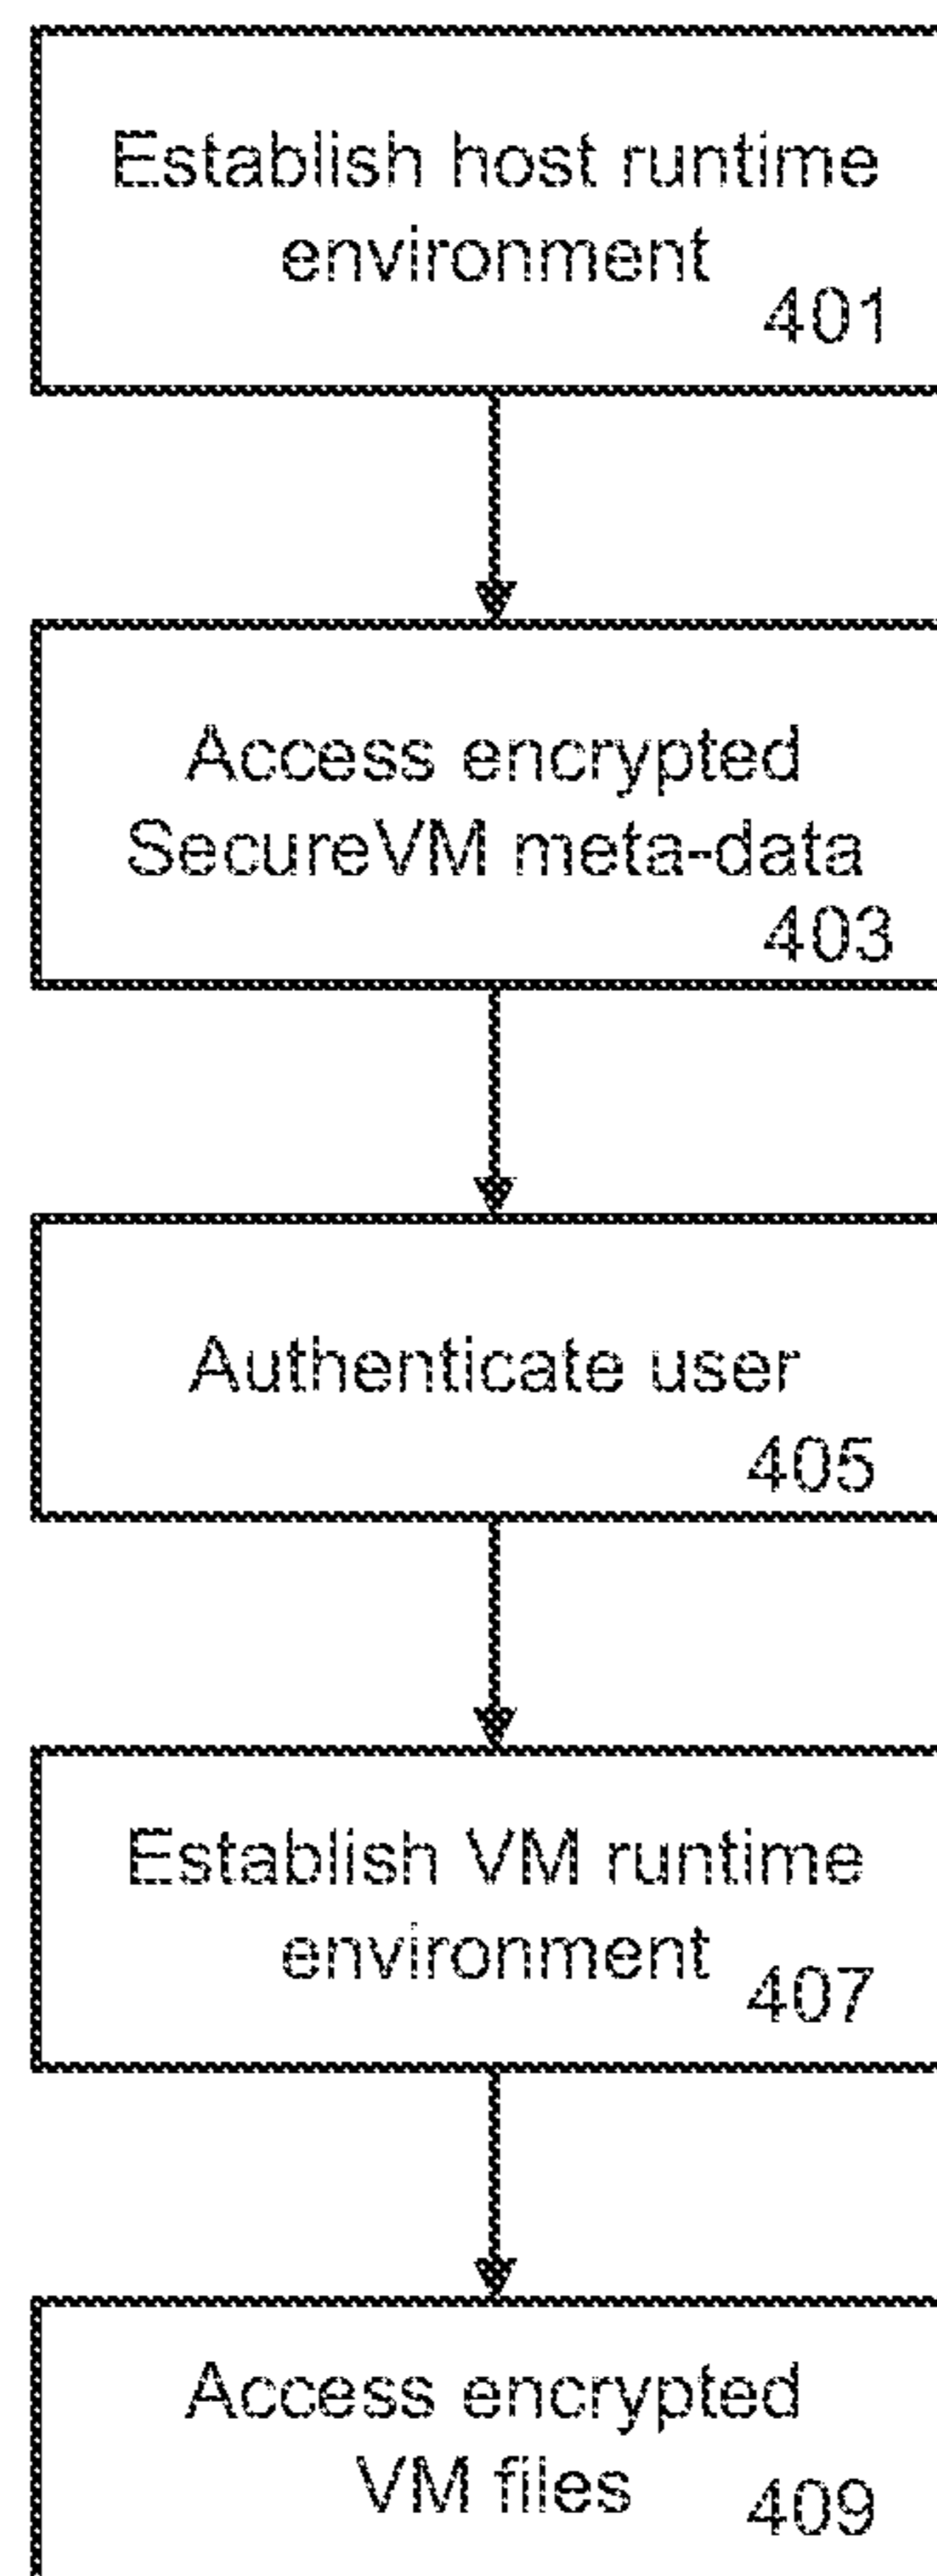 Establish host runtime
environment
401
Access encrypted
SecureVM meta-data
403
Authenticate user
405
Establish VM runtime
environment
407
Access encrypted
VM files
409